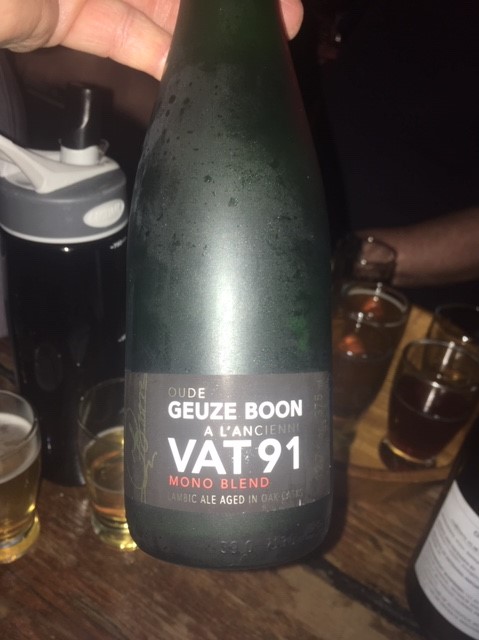 OUDE
GEUZE BOON
A L'ANCIENNE
VAT 91
MONO BLEND
LAMBIC ALE AGED IN OAK CASKS